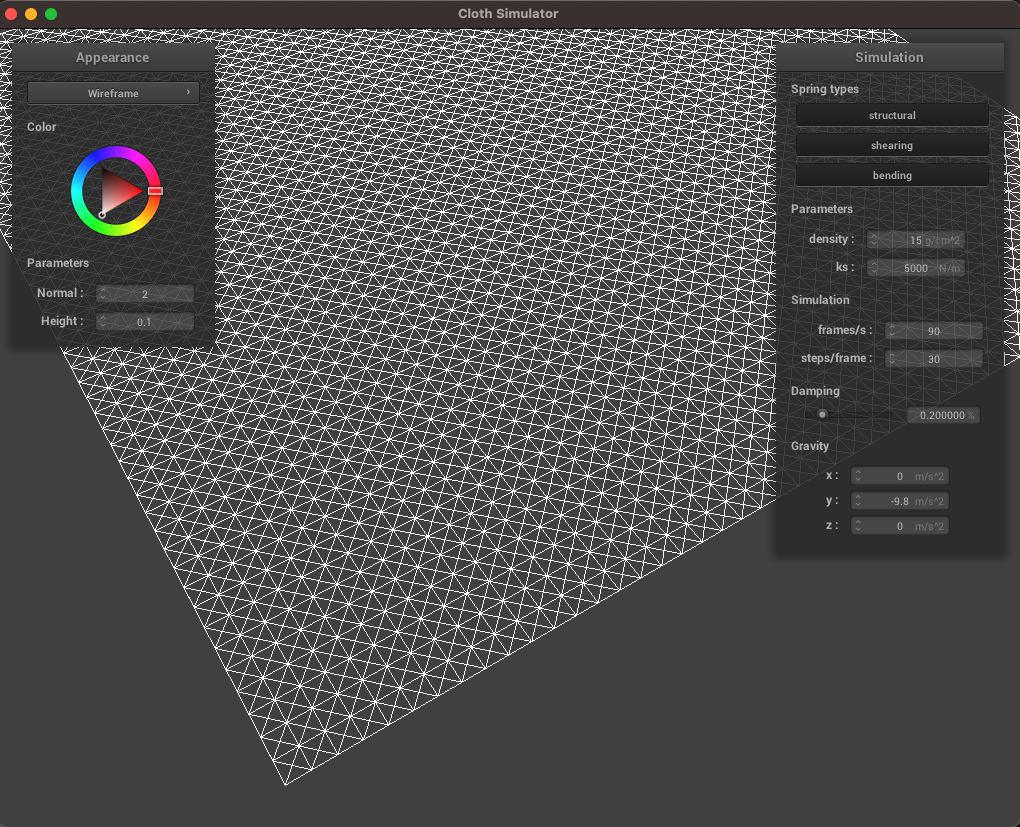 Cloth Simulator
Appearance
Wireframe ›
Color
Parameters
Normal : 2
Height : 0.1
Simulation
Spring types
structural
shearing
bending
Parameters
density : 15 g/cm^2
ks : 5000 N/m
Simulation
frames/s : 90
steps/frame : 30
Damping
0.200000 %
Gravity
x : 0 m/s^2
y : -9.8 m/s^2
z : 0 m/s^2